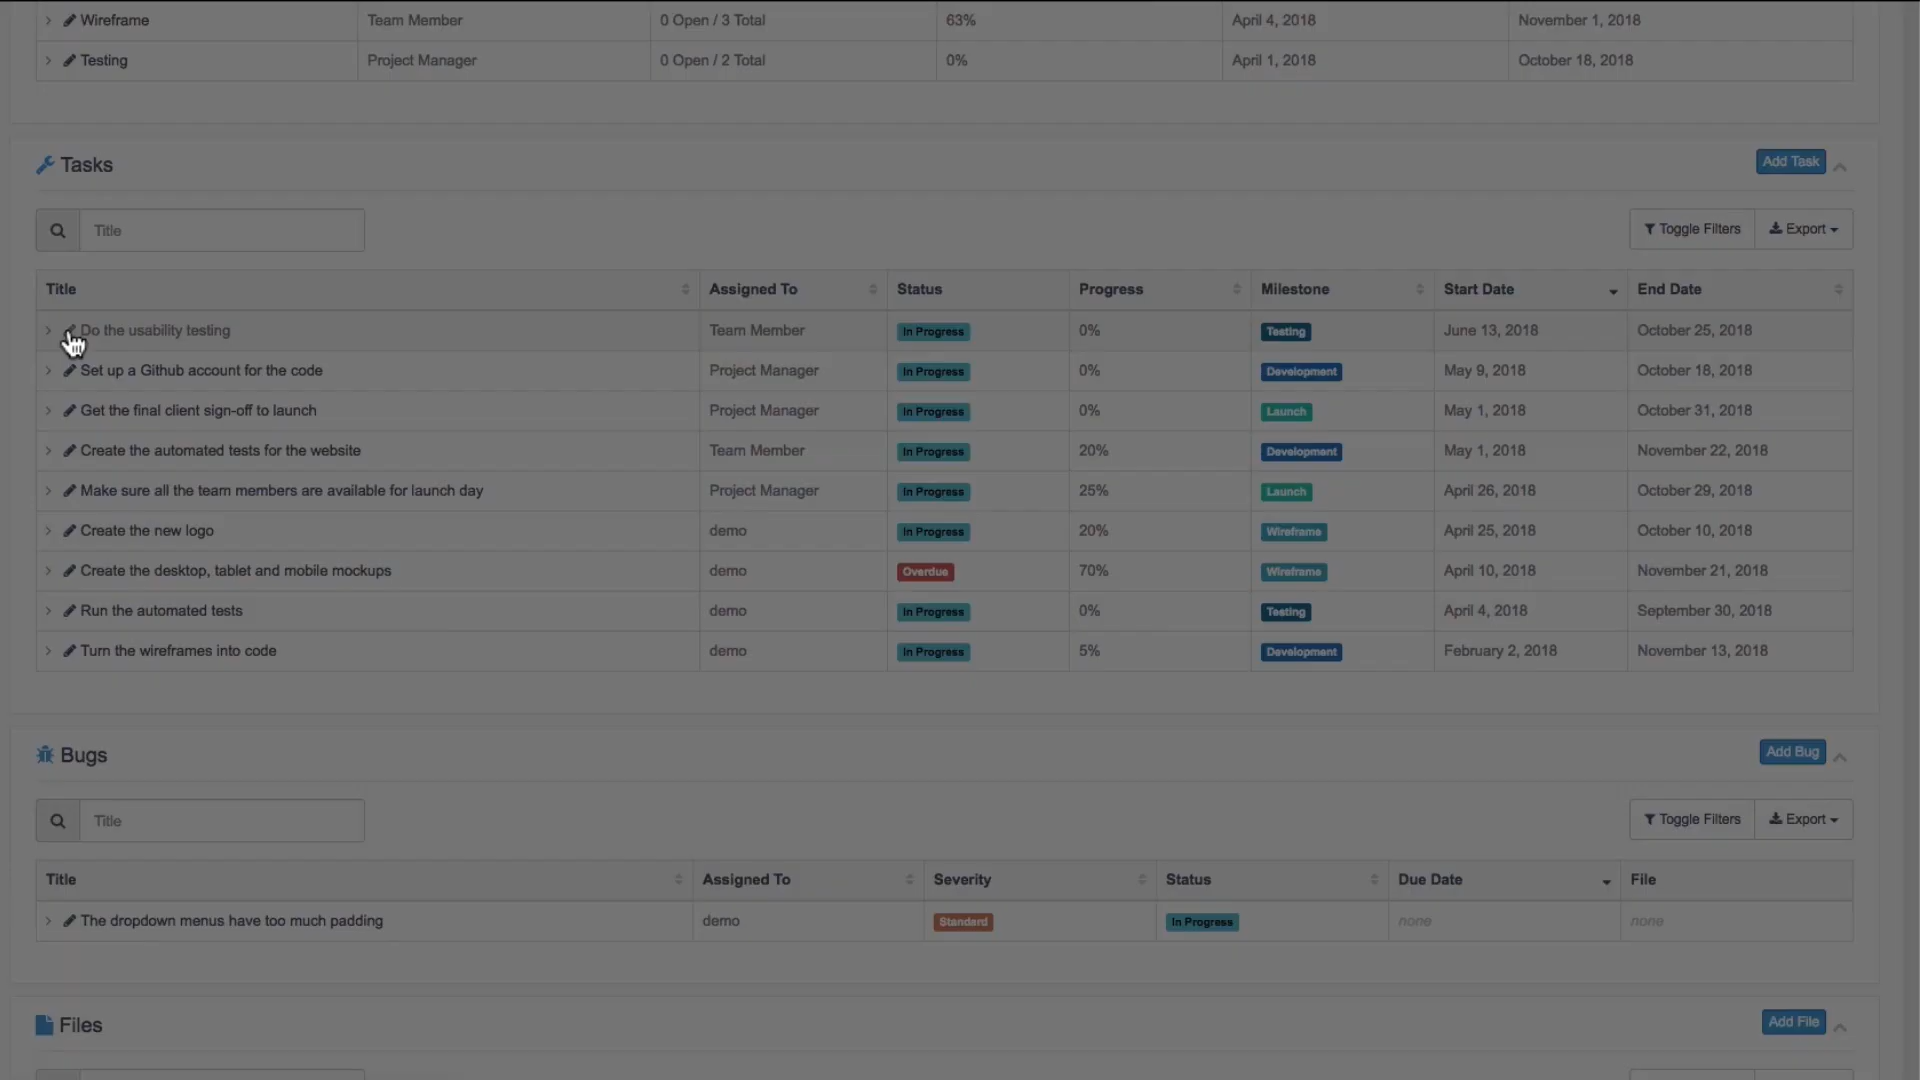 Wireframe Team Member 0 Open / 3 Total 63% April 4, 2018 November 1, 2018
Testing Project Manager 0 Open / 2 Total 0% April 1, 2018 October 18, 2018
Tasks Add Task
Title Toggle Filters Export
Title Assigned To Status Progress Milestone Start Date End Date
Do the usability testing Team Member In Progress 0% Testing June 13, 2018 October 25, 2018
Set up a Github account for the code Project Manager In Progress 0% Development May 9, 2018 October 18, 2018
Get the final client sign-off to launch Project Manager In Progress 0% Launch May 1, 2018 October 31, 2018
Create the automated tests for the website Team Member In Progress 20% Development May 1, 2018 November 22, 2018
Make sure all the team members are available for launch day Project Manager In Progress 25% Launch April 26, 2018 October 29, 2018
Create the new logo demo In Progress 20% Wireframe April 25, 2018 October 10, 2018
Create the desktop, tablet and mobile mockups demo Overdue 70% Wireframe April 10, 2018 November 21, 2018
Run the automated tests demo In Progress 0% Testing April 4, 2018 September 30, 2018
Turn the wireframes into code demo In Progress 5% Development February 2, 2018 November 13, 2018
Bugs Add Bug
Title Toggle Filters Export
Title Assigned To Severity Status Due Date File
The dropdown menus have too much padding demo Standard In Progress none none
Files Add File